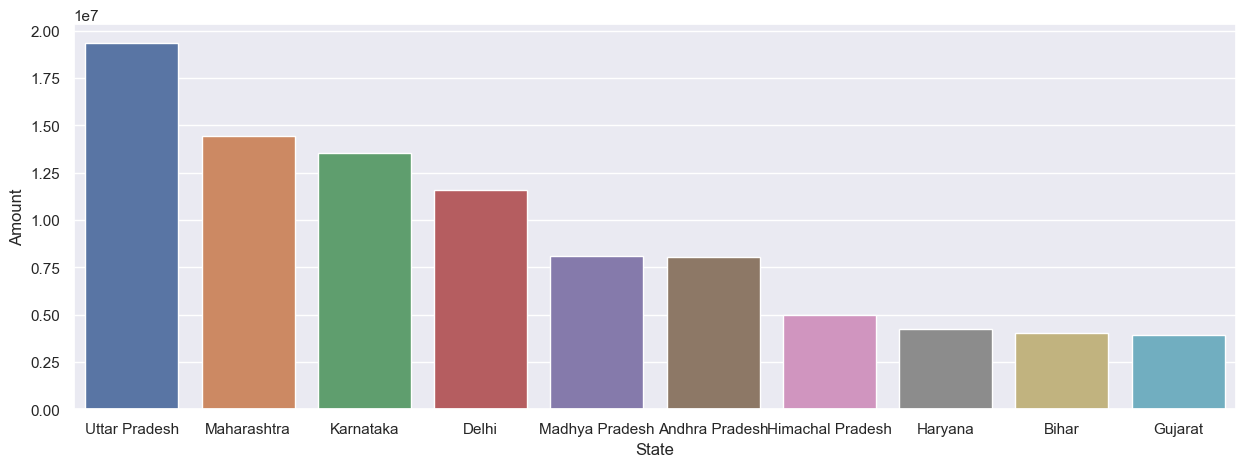 1e7
2.00
1.75
1.50
1.25
1.00
0.75
0.50
0.25
0.00
Amount
Uttar Pradesh Maharashtra Karnataka Delhi Madhya Pradesh Andhra Pradesh Himachal Pradesh Haryana Bihar Gujarat
State